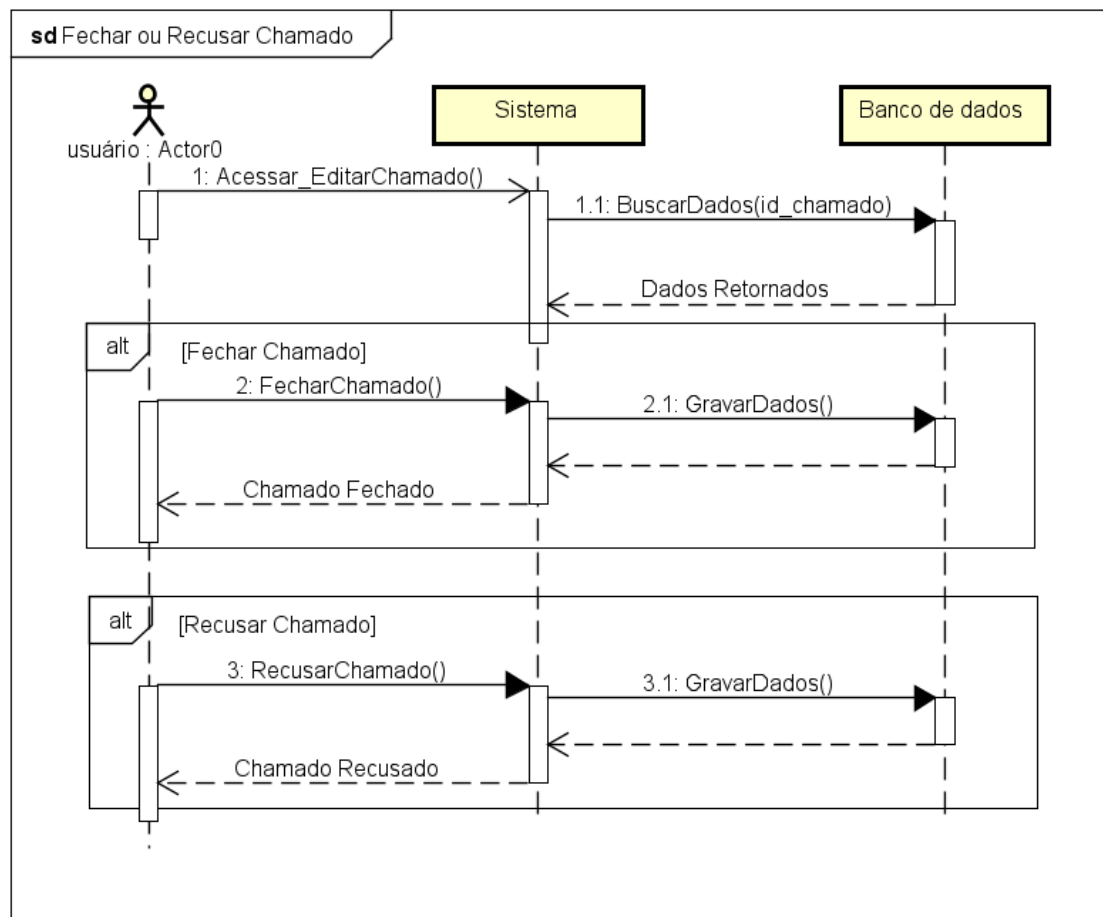 sd Fechar ou Recusar Chamado
Sistema
Banco de dados
usuário : Actor0
1: Acessar_EditarChamado()
1.1: BuscarDados(id_chamado)
Dados Retornados
alt
[Fechar Chamado]
2: FecharChamado()
2.1: GravarDados()
Chamado Fechado
alt
[Recusar Chamado]
3: RecusarChamado()
3.1: GravarDados()
Chamado Recusado